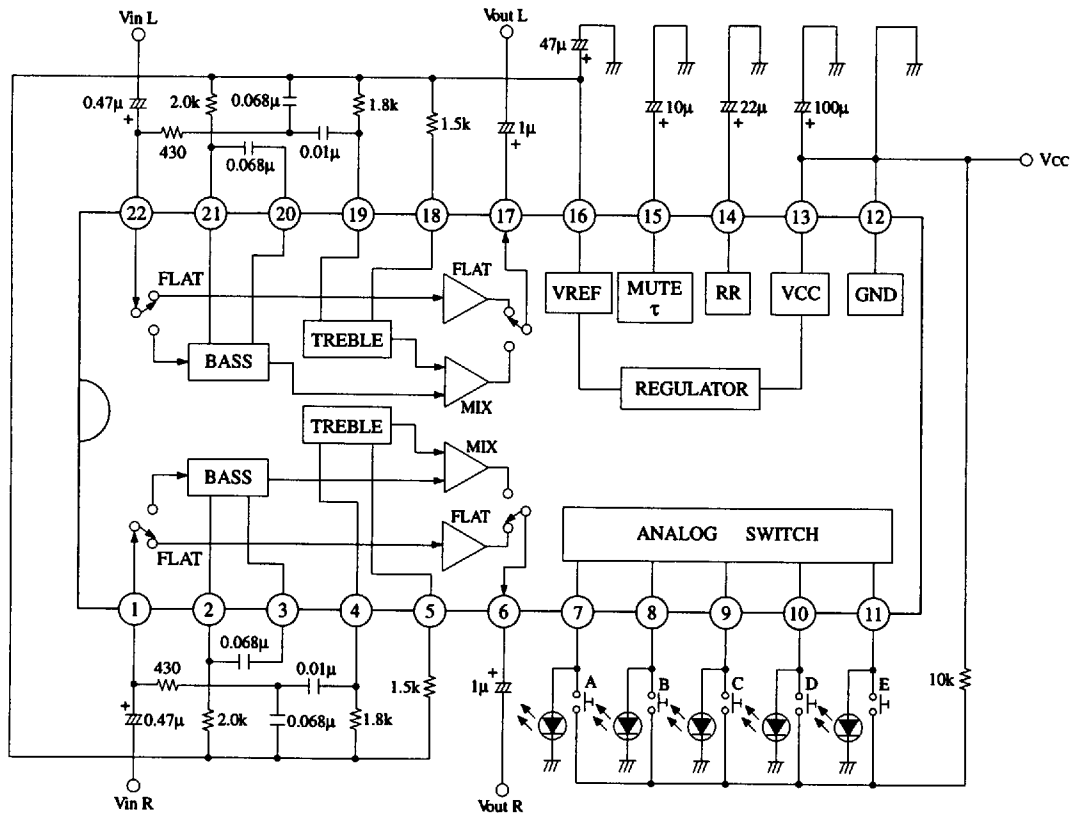 Vin L
Vout L
47μ +
0.47μ +
2.0k
0.068μ
1.8k
1.5k
1μ +
10μ +
22μ +
100μ +
430
0.01μ
0.068μ
Vcc
22
21
20
19
18
17
16
15
14
13
12
FLAT
FLAT
VREF
MUTE
τ
RR
VCC
GND
TREBLE
BASS
MIX
REGULATOR
TREBLE
MIX
BASS
FLAT
FLAT
ANALOG SWITCH
1
2
3
4
5
6
7
8
9
10
11
0.068μ
430
0.01μ
1.5k
1μ +
A
B
C
D
E
10k
+ 0.47μ
2.0k
0.068μ
1.8k
Vin R
Vout R